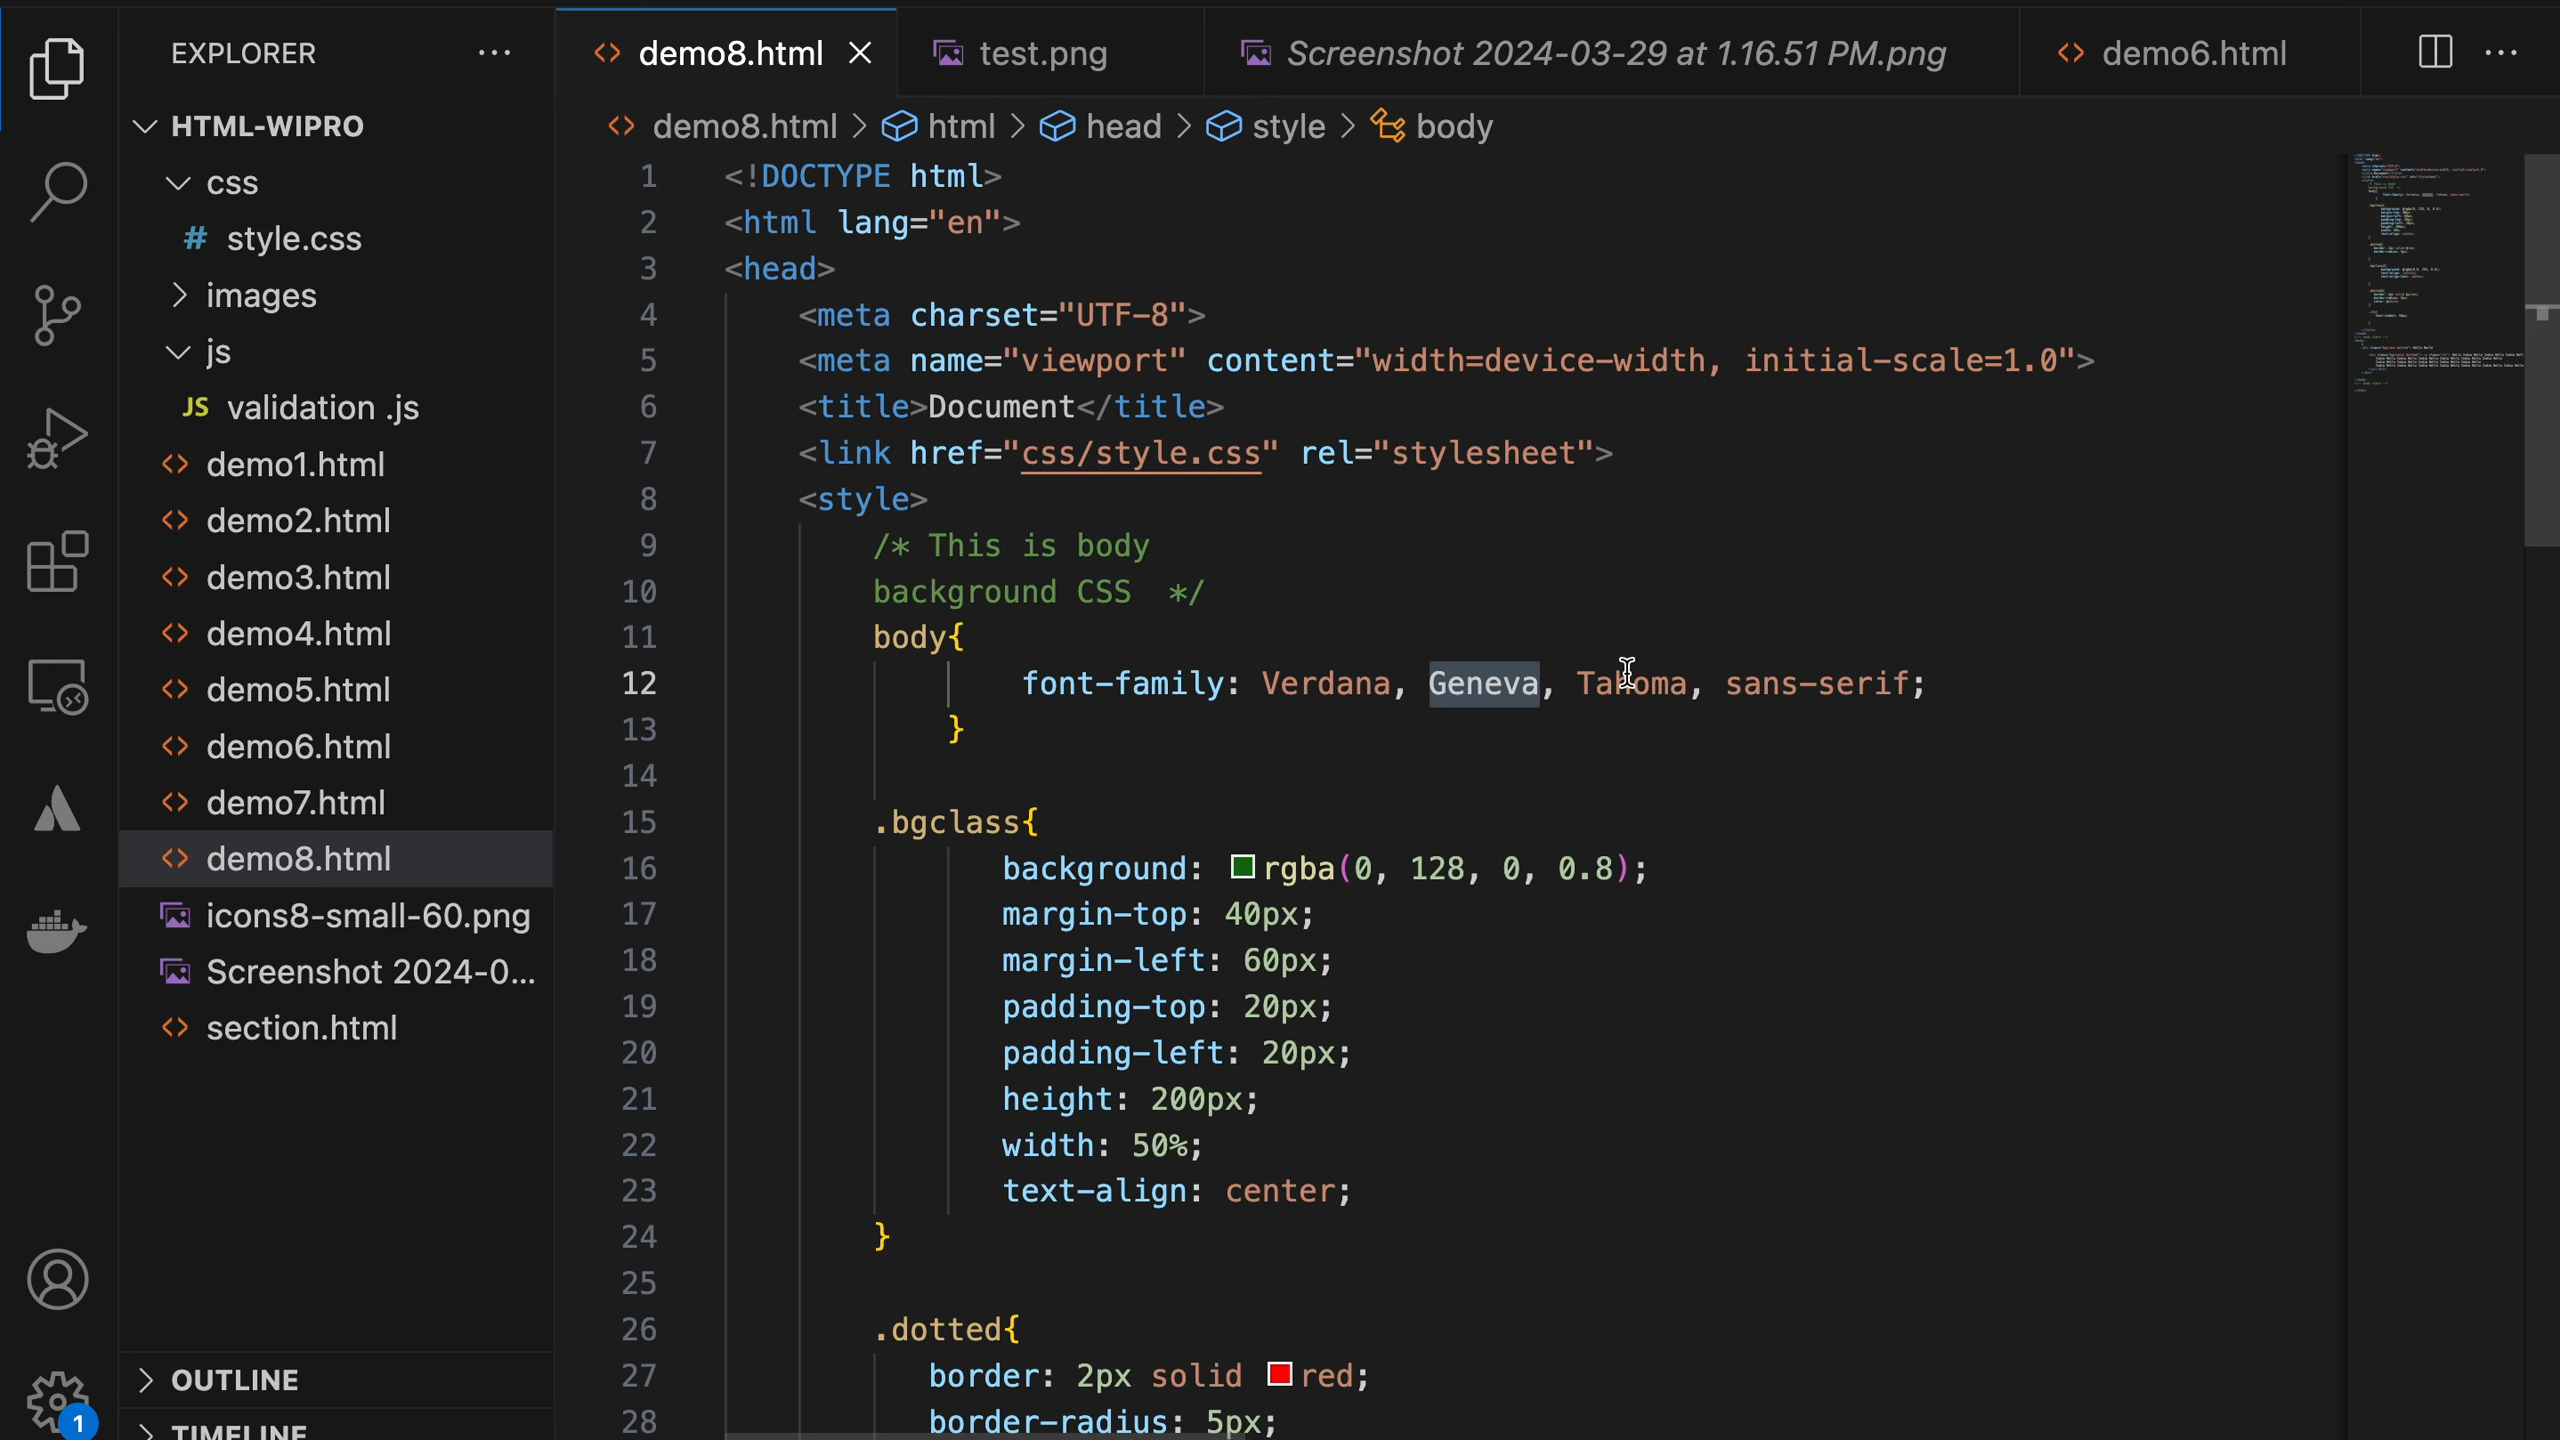 EXPLORER
HTML-WIPRO
css
# style.css
images
js
JS validation .js
demo1.html
demo2.html
demo3.html
demo4.html
demo5.html
demo6.html
demo7.html
demo8.html
icons8-small-60.png
Screenshot 2024-0...
section.html
OUTLINE
TIMELINE
1
demo8.html
test.png
Screenshot 2024-03-29 at 1.16.51 PM.png
demo6.html
demo8.html > html > head > style > body
1 <!DOCTYPE html>
2 <html lang="en">
3 <head>
4 <meta charset="UTF-8">
5 <meta name="viewport" content="width=device-width, initial-scale=1.0">
6 <title>Document</title>
7 <link href="css/style.css" rel="stylesheet">
8 <style>
9 /* This is body
10 background CSS  */
11 body{
12 font-family: Verdana, Geneva, Tahoma, sans-serif;
13 }
14
15 .bgclass{
16 background: rgba(0, 128, 0, 0.8);
17 margin-top: 40px;
18 margin-left: 60px;
19 padding-top: 20px;
20 padding-left: 20px;
21 height: 200px;
22 width: 50%;
23 text-align: center;
24 }
25
26 .dotted{
27 border: 2px solid red;
28 border-radius: 5px;